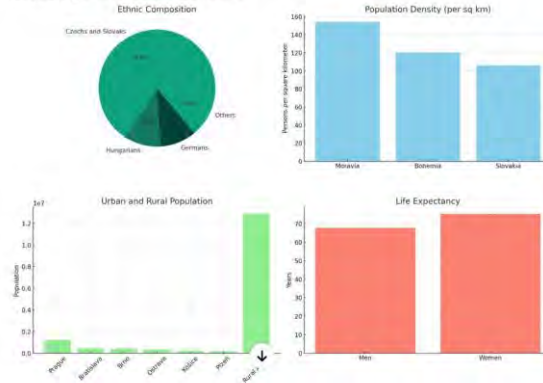 Ethnic Composition
Czechs and Slovaks
Others
Hungarians
Germans
Population Density (per sq km)
Persons per square kilometer
160
140
120
100
80
60
40
20
0
Moravia
Bohemia
Slovakia
Urban and Rural Population
1e7
Population
1.2
1.0
0.8
0.6
0.4
0.2
0.0
Prague
Bratislava
Brno
Ostrava
Košice
Plzeň
Rural
Life Expectancy
Years
70
60
50
40
30
20
10
0
Men
Women